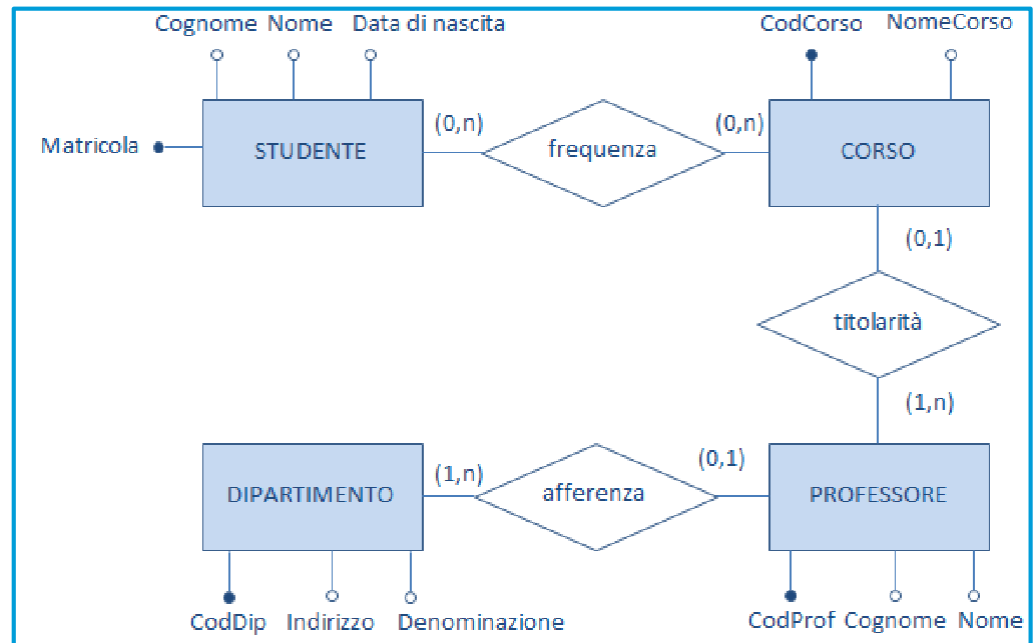 Cognome Nome Data di nascita CodCorso NomeCorso
Matricola STUDENTE (0,n) frequenza (0,n) CORSO
(0,1)
titolarità
(1,n)
DIPARTIMENTO (1,n) afferenza (0,1) PROFESSORE
CodDip Indirizzo Denominazione CodProf Cognome Nome